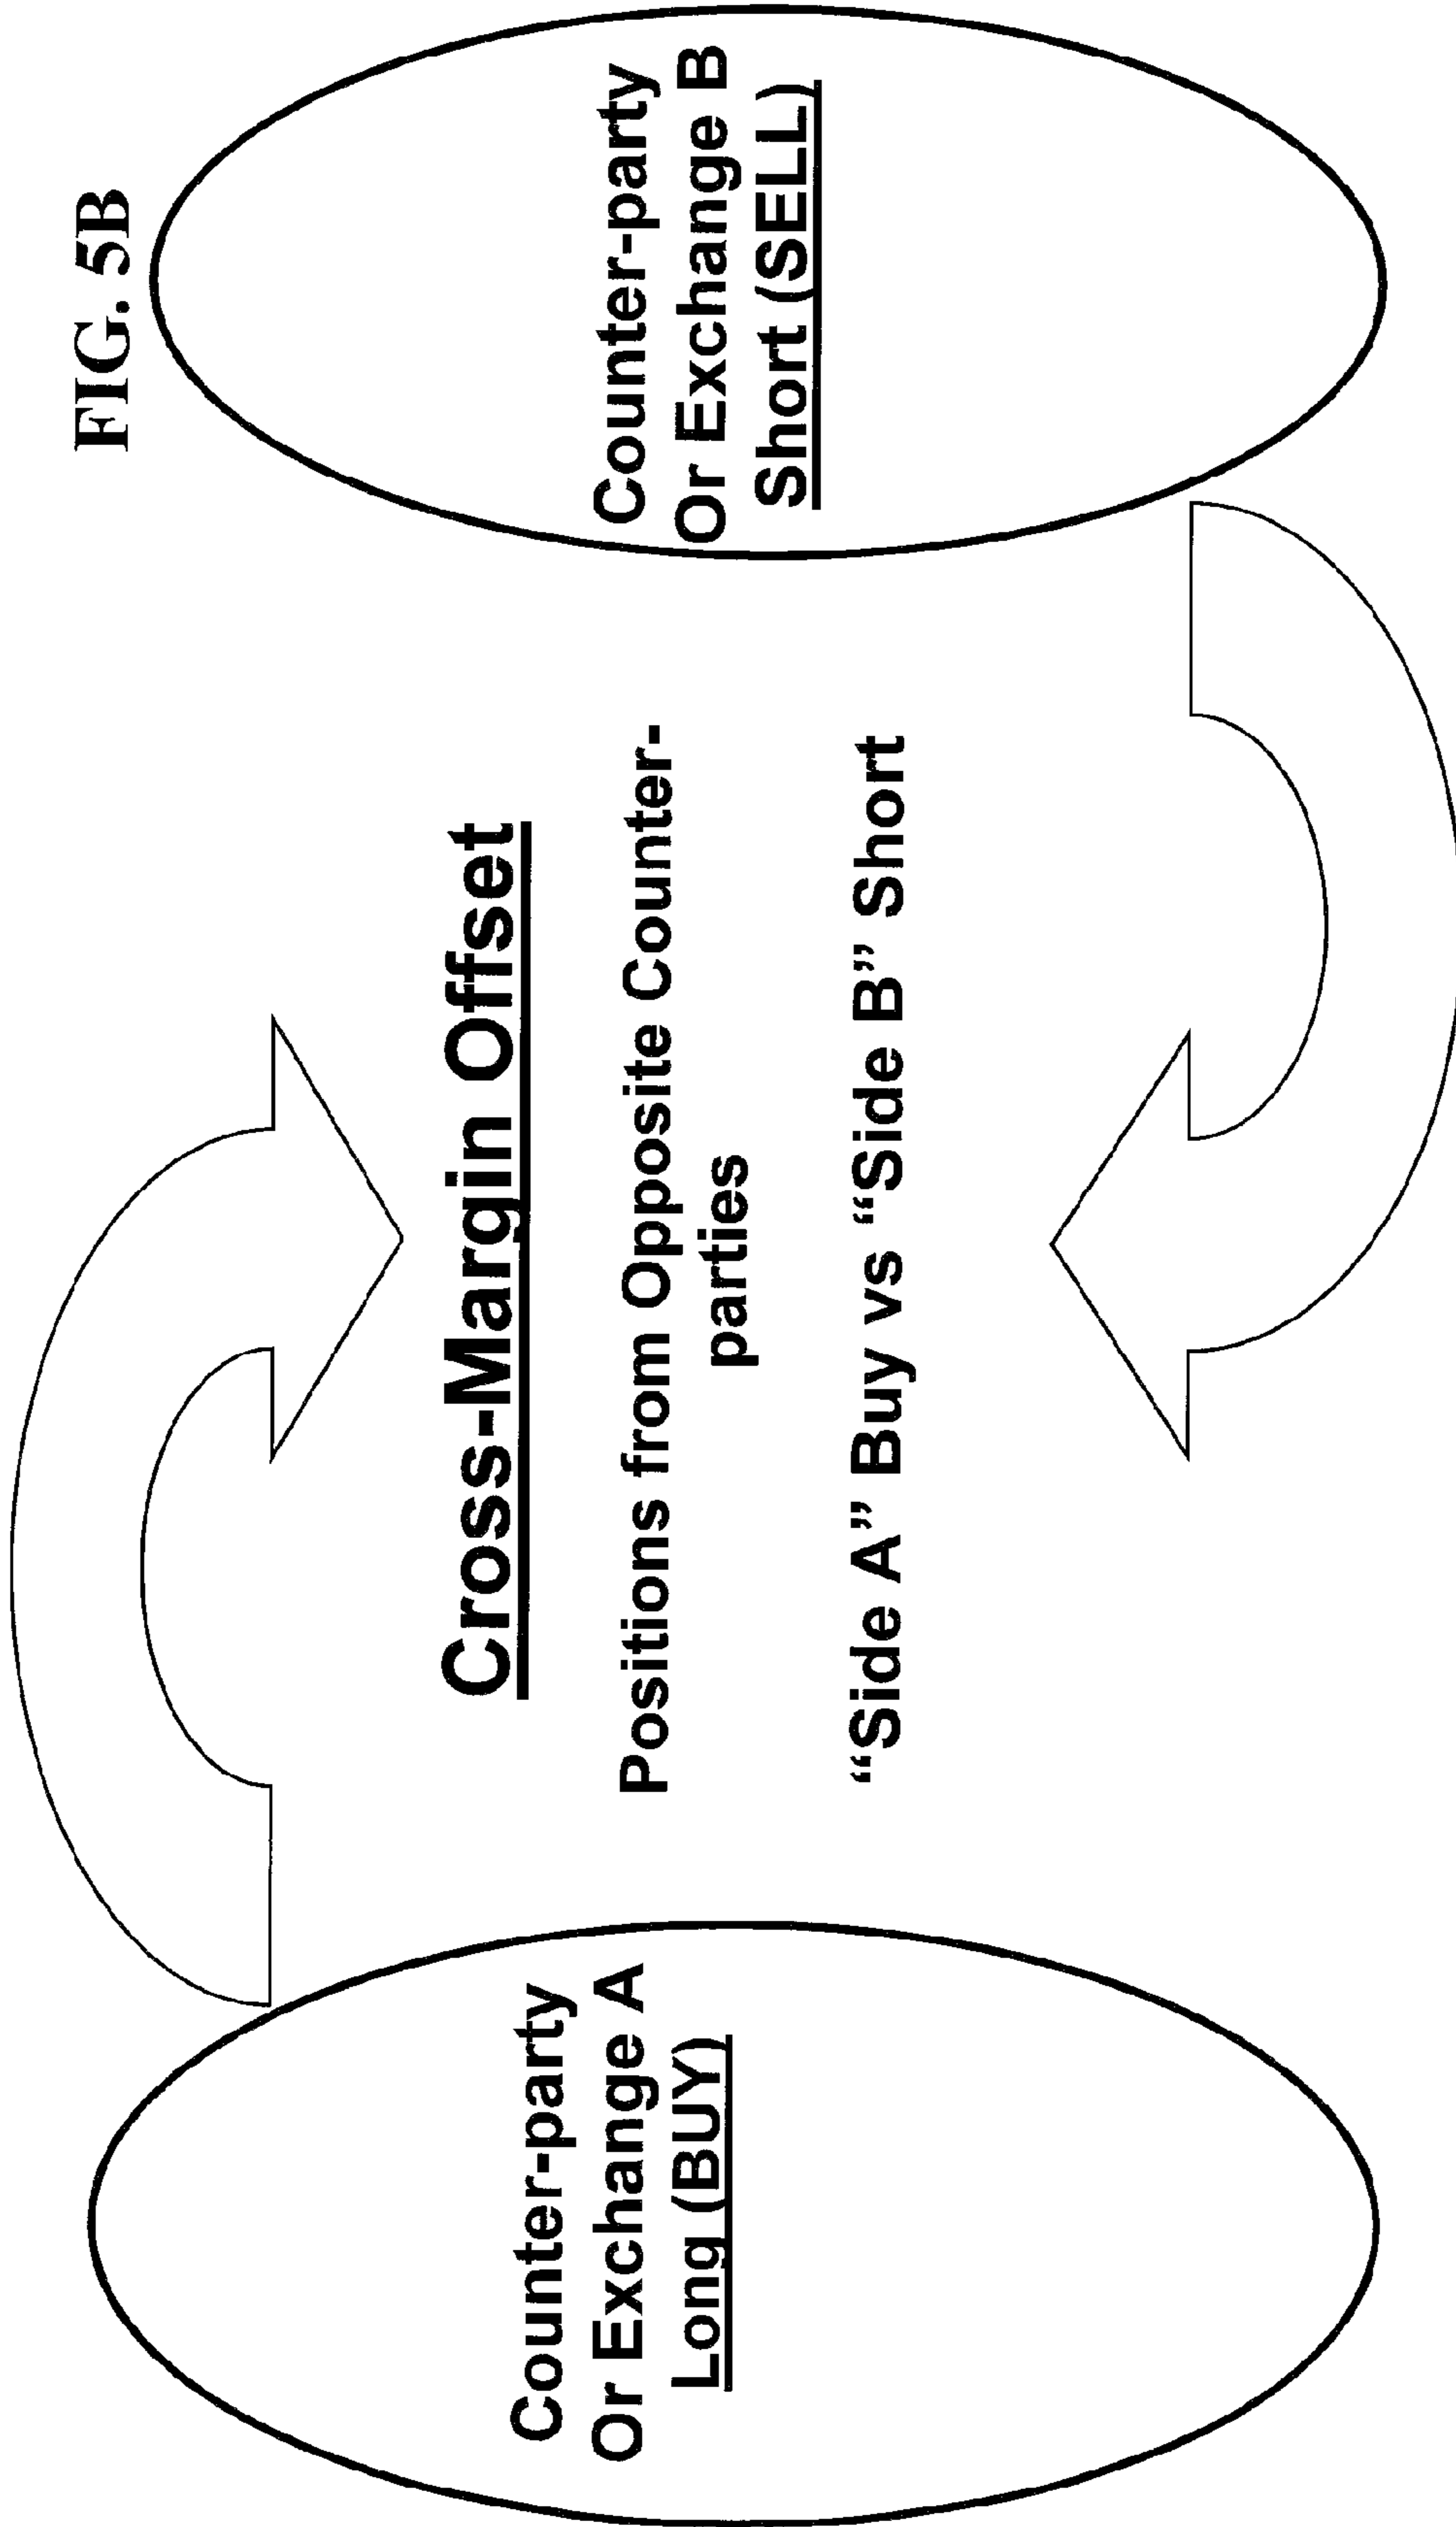 FIG. 5B
Counter-party
Or Exchange A
Long (BUY)
Cross-Margin Offset
Positions from Opposite Counter-
parties
“Side A” Buy vs “Side B” Short
Counter-party
Or Exchange B
Short (SELL)